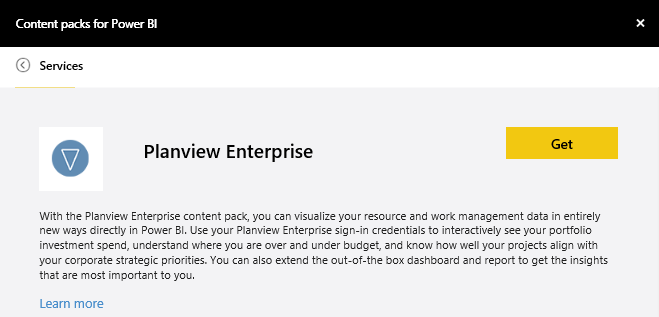 Content packs for Power BI
Services
Planview Enterprise
Get
With the Planview Enterprise content pack, you can visualize your resource and work management data in entirely
new ways directly in Power BI. Use your Planview Enterprise sign-in credentials to interactively see your portfolio
investment spend, understand where you are over and under budget, and know how well your projects align with
your corporate strategic priorities. You can also extend the out-of-the box dashboard and report to get the insights
that are most important to you.
Learn more